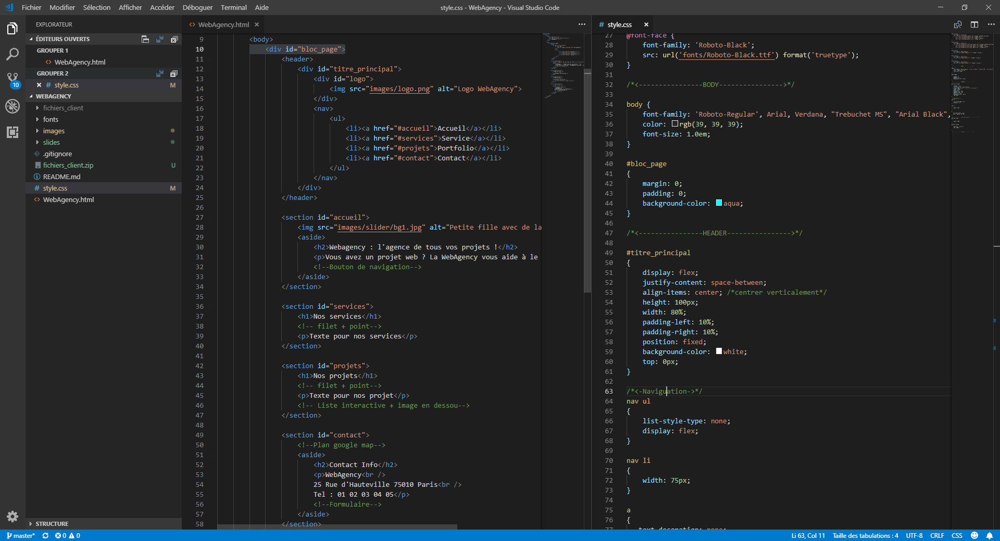 Fichier Modifier Sélection Afficher Accéder Déboguer Terminal Aide
style.css - WebAgency - Visual Studio Code
EXPLORATEUR
ÉDITEURS OUVERTS
GROUPER 1
<> WebAgency.html
GROUPER 2
# style.css M
WEBAGENCY
fichiers_client
fonts
images
slides
.gitignore
fichiers_client.zip U
README.md
# style.css M
<> WebAgency.html
STRUCTURE
10
<> WebAgency.html
9 <body>
10 <div id="bloc_page">
11 <header>
12 <div id="titre_principal">
13 <div id="logo">
14 <img src="images/logo.png" alt="Logo WebAgency">
15 </div>
16 <nav>
17 <ul>
18 <li><a href="#accueil">Accueil</a></li>
19 <li><a href="#services">Service</a></li>
20 <li><a href="#projets">Portfolio</a></li>
21 <li><a href="#contact">Contact</a></li>
22 </ul>
23 </nav>
24 </div>
25 </header>
26
27 <section id="accueil">
28 <img src="images/slider/bg1.jpg" alt="Petite fille avec de la
29 <aside>
30 <h2>Webagency : l'agence de tous vos projets !</h2>
31 <p>Vous avez un projet web ? La WebAgency vous aide à le
32 <!--Bouton de navigation-->
33 </aside>
34 </section>
35
36 <section id="services">
37 <h1>Nos services</h1>
38 <!-- filet + point-->
39 <p>Texte pour nos services</p>
40 </section>
41
42 <section id="projets">
43 <h1>Nos projets</h1>
44 <!-- filet + point-->
45 <p>Texte pour nos projet</p>
46 <!-- Liste interactive + image en dessou-->
47 </section>
48
49 <section id="contact">
50 <!--Plan google map-->
51 <aside>
52 <h2>Contact Info</h2>
53 <p>WebAgency<br />
54 25 Rue d'Hauteville 75010 Paris<br />
55 Tel : 01 02 03 04 05</p>
56 <!--Formulaire-->
57 </aside>
58 </section>
# style.css
27 @font-face {
28 font-family: 'Roboto-Black';
29 src: url('fonts/Roboto-Black.ttf') format('truetype');
30 }
31
32 /*<----------------BODY---------------->*/
33
34 body {
35 font-family: 'Roboto-Regular', Arial, Verdana, "Trebuchet MS", "Arial Black",
36 color: rgb(39, 39, 39);
37 font-size: 1.0em;
38 }
39
40 #bloc_page
41 {
42 margin: 0;
43 padding: 0;
44 background-color: aqua;
45 }
46
47 /*<----------------HEADER---------------->*/
48
49 #titre_principal
50 {
51 display: flex;
52 justify-content: space-between;
53 align-items: center; /*centrer verticalement*/
54 height: 100px;
55 width: 80%;
56 padding-left: 10%;
57 padding-right: 10%;
58 position: fixed;
59 background-color: white;
60 top: 0px;
61 }
62
63 /*<-Naviguation->*/
64 nav ul
65 {
66 list-style-type: none;
67 display: flex;
68 }
69
70 nav li
71 {
72 width: 75px;
73 }
74
75 a
76 {
77 text-decoration: none;
master* 0 0
Li 63, Col 11 Taille des tabulations : 4 UTF-8 CRLF CSS